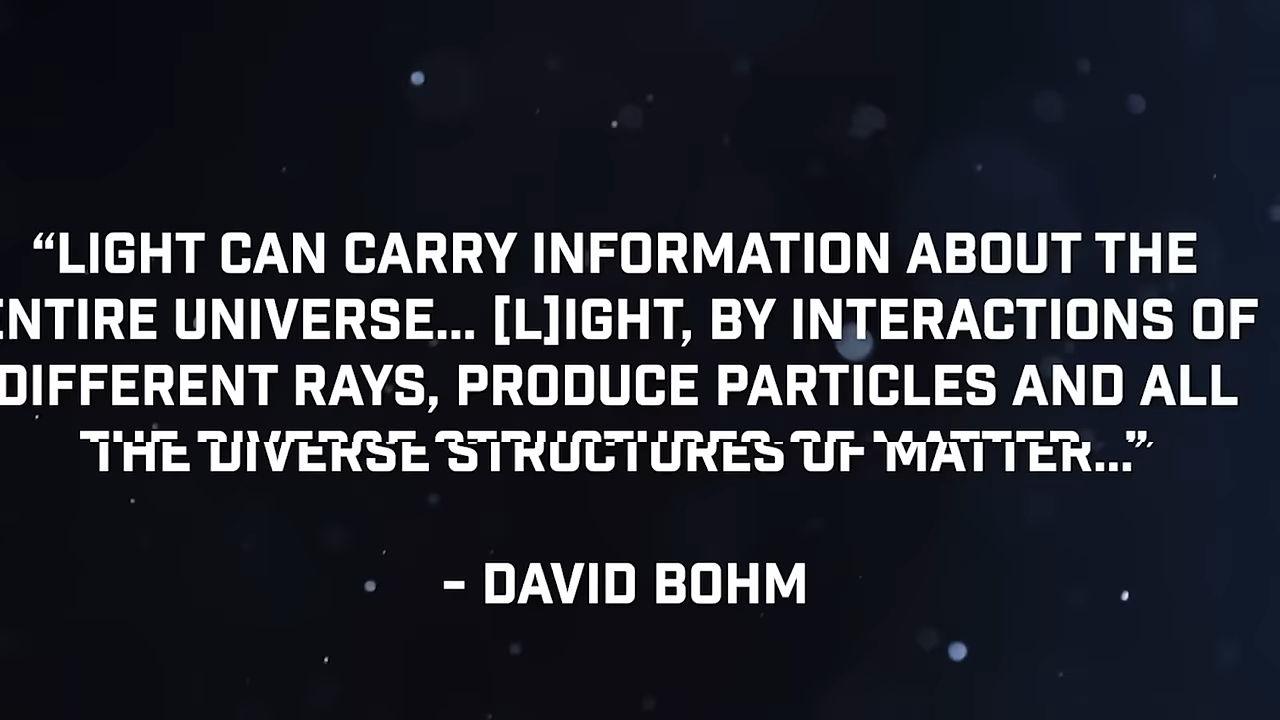 “LIGHT CAN CARRY INFORMATION ABOUT THE
ENTIRE UNIVERSE... [L]IGHT, BY INTERACTIONS OF
DIFFERENT RAYS, PRODUCE PARTICLES AND ALL
THE DIVERSE STRUCTURES OF MATTER...”
- DAVID BOHM